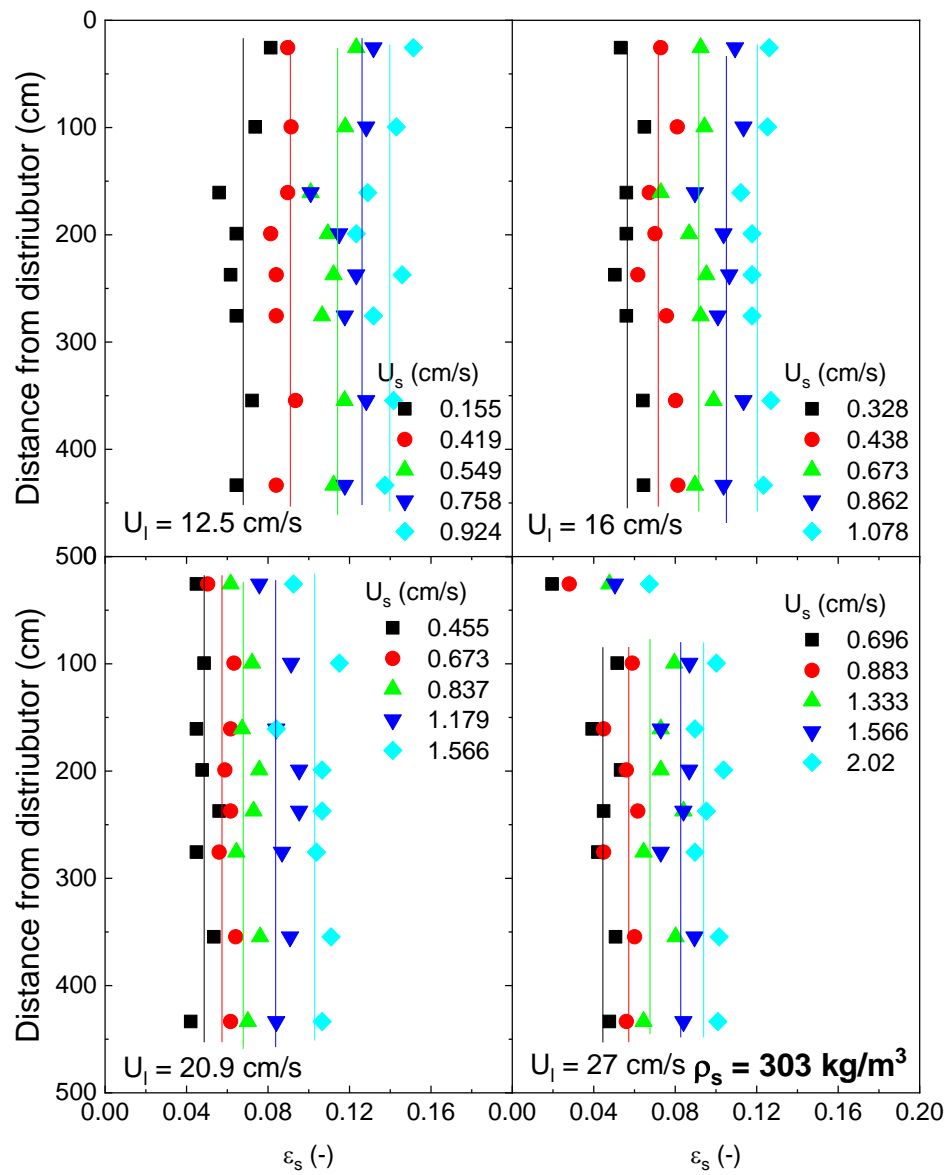 0
100
200
300
400
500
Distance from distriubutor (cm)
U_s (cm/s)
0.155
0.419
0.549
0.758
0.924
U_l = 12.5 cm/s
U_s (cm/s)
0.328
0.438
0.673
0.862
1.078
U_l = 16 cm/s
100
200
300
400
500
Distance from distriubutor (cm)
U_s (cm/s)
0.455
0.673
0.837
1.179
1.566
U_l = 20.9 cm/s
U_s (cm/s)
0.696
0.883
1.333
1.566
2.02
U_l = 27 cm/s ρ_s = 303 kg/m³
0.00 0.04 0.08 0.12 0.16 0.00 0.04 0.08 0.12 0.16 0.20
ε_s (-) ε_s (-)